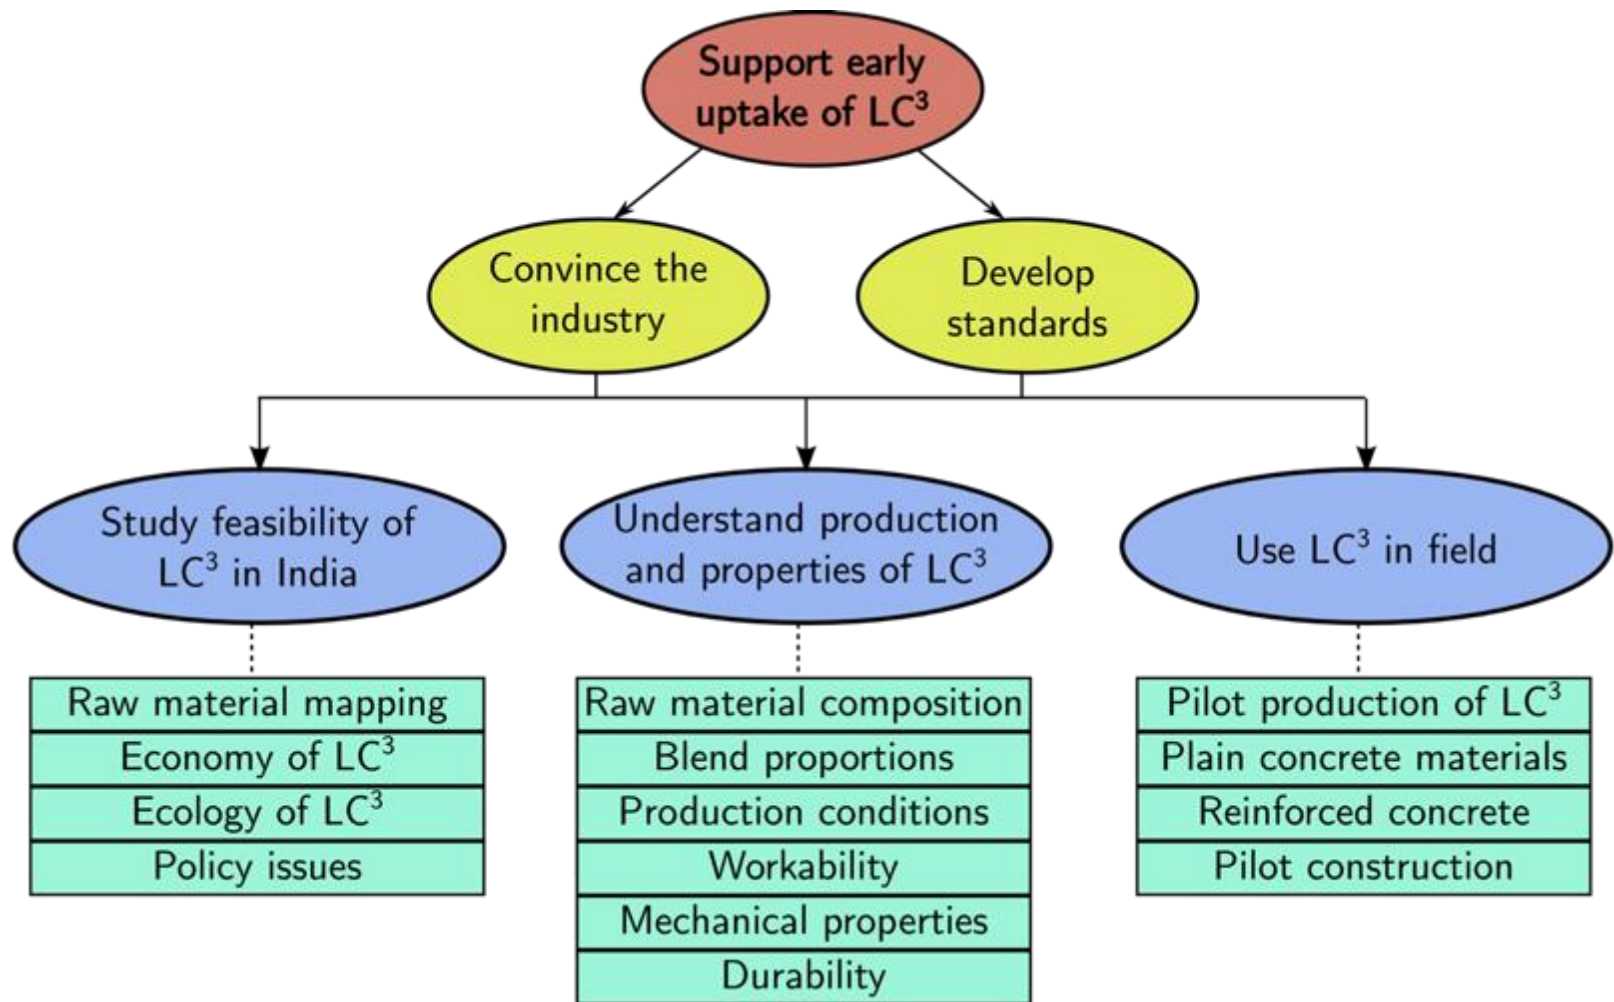 Support early
uptake of LC³
Convince the
industry
Develop
standards
Study feasibility of
LC³ in India
Understand production
and properties of LC³
Use LC³ in field
Raw material mapping
Economy of LC³
Ecology of LC³
Policy issues
Raw material composition
Blend proportions
Production conditions
Workability
Mechanical properties
Durability
Pilot production of LC³
Plain concrete materials
Reinforced concrete
Pilot construction